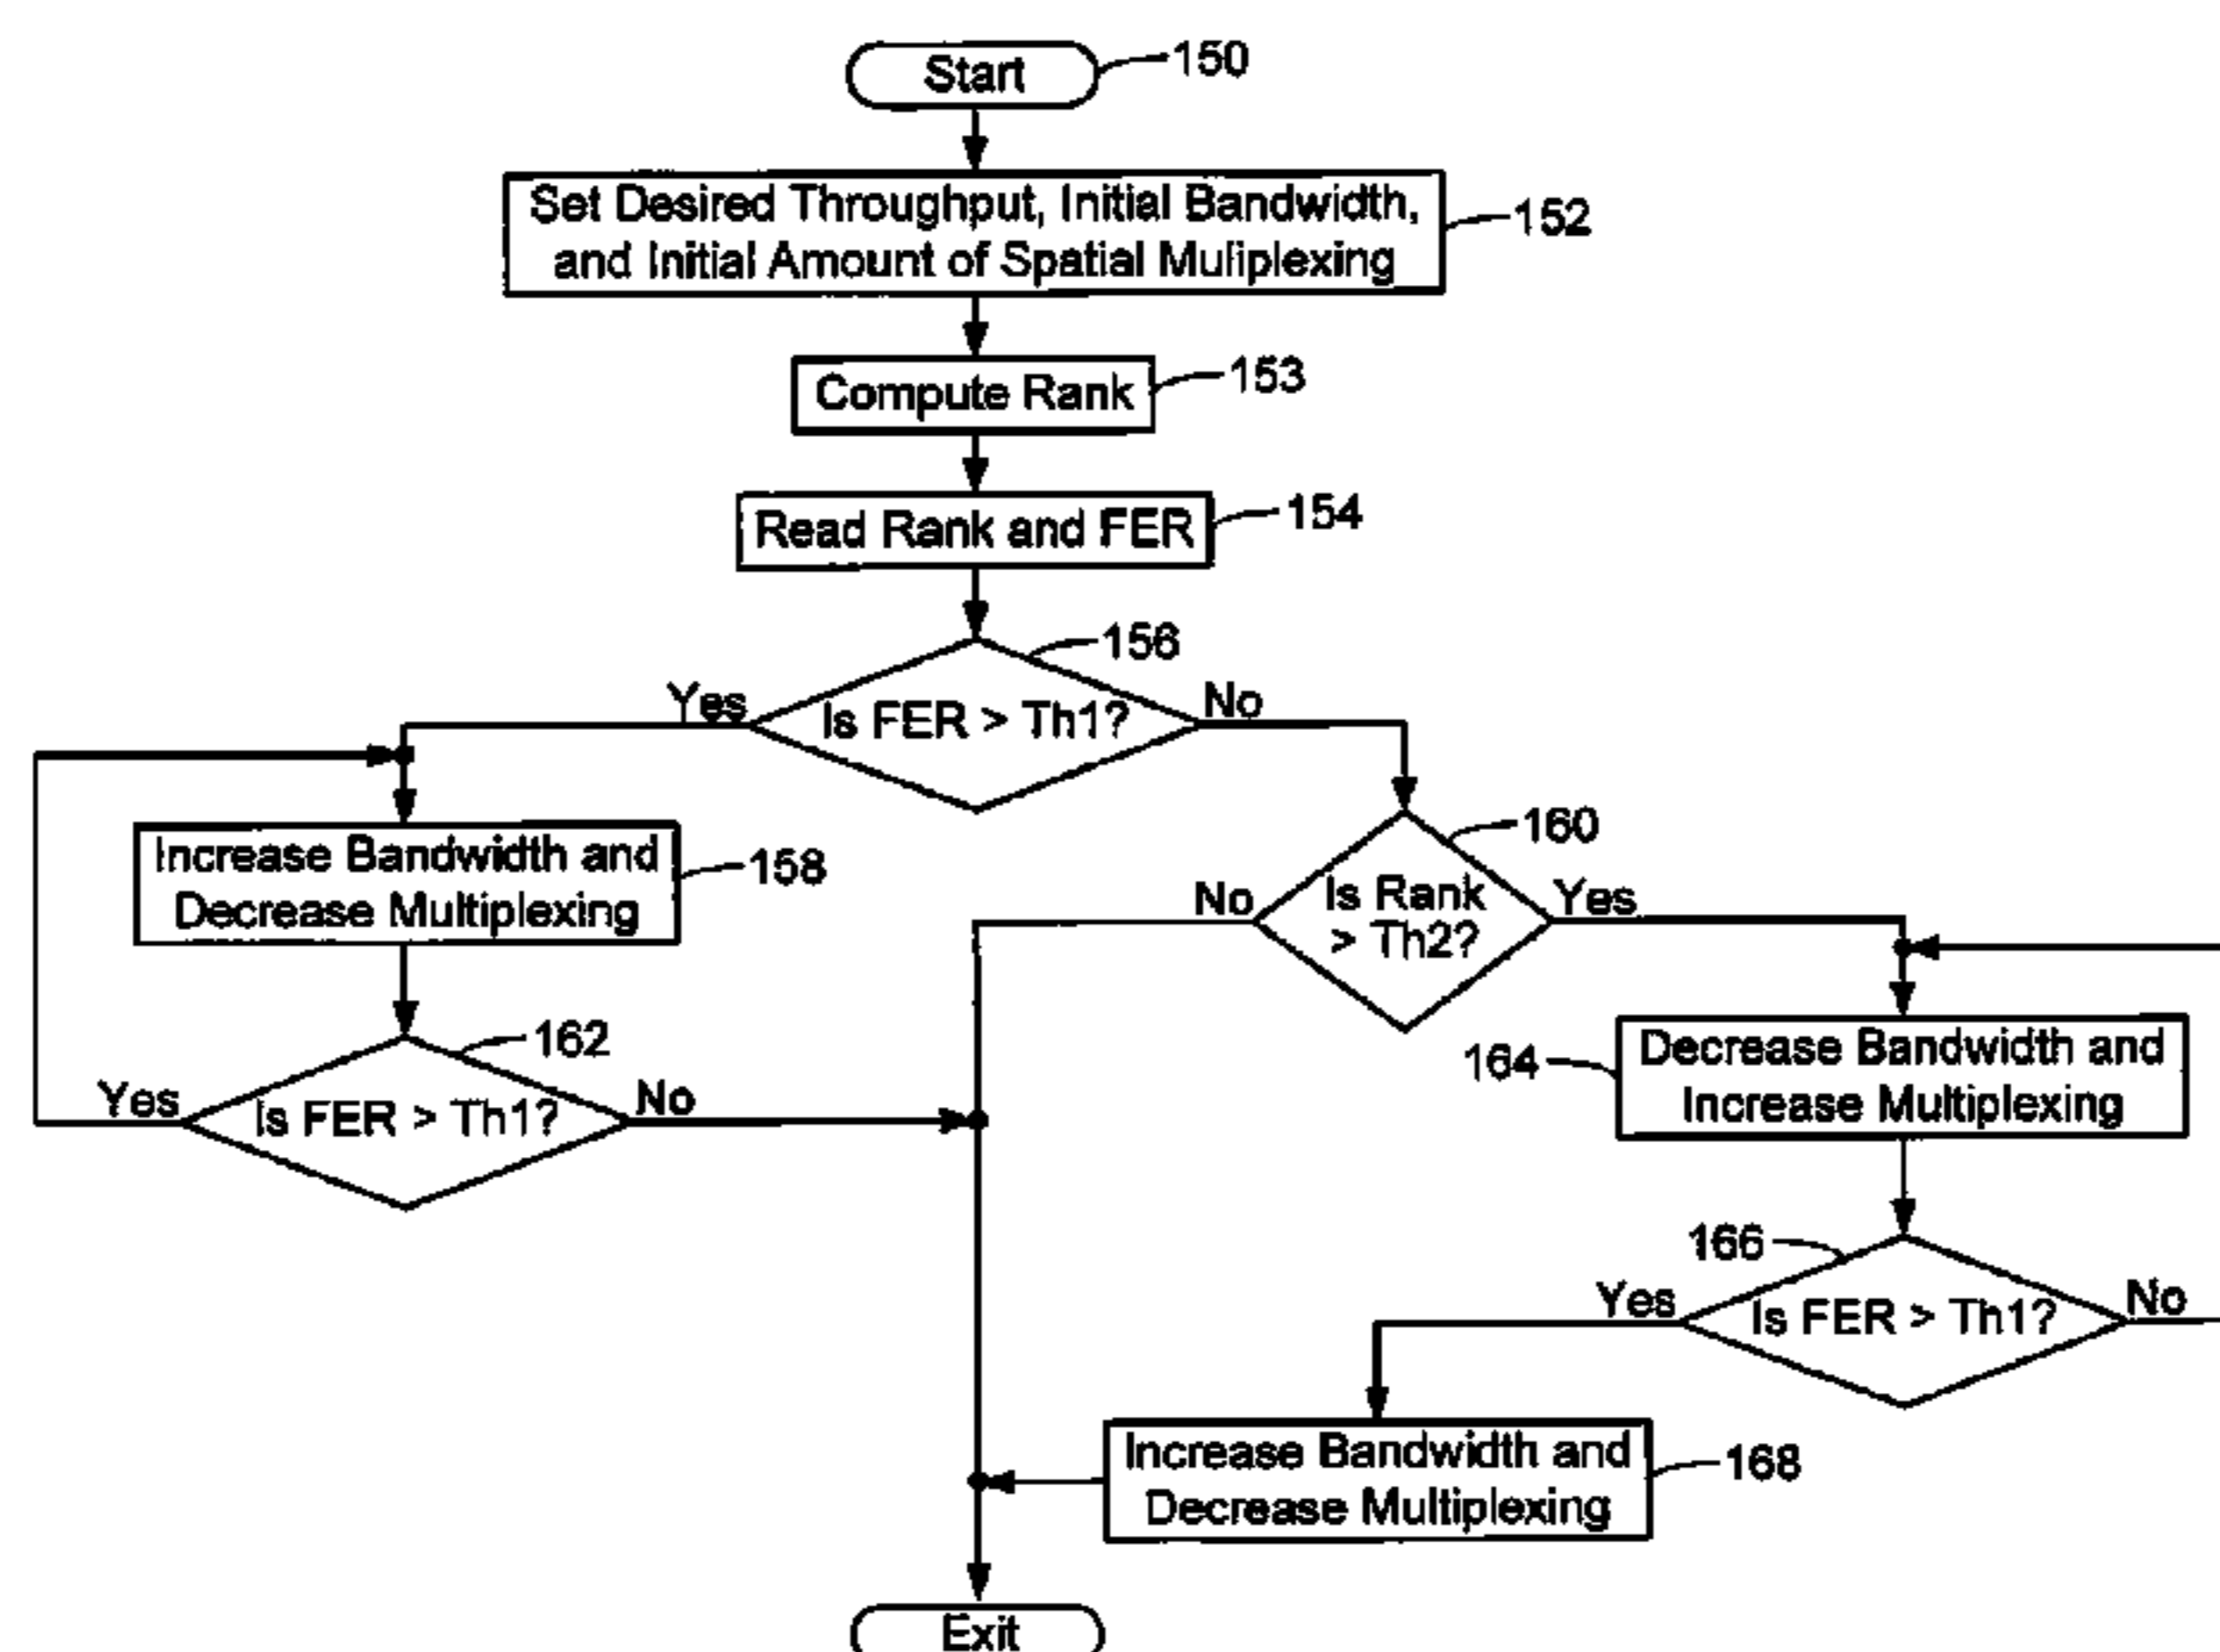 Start
150
Set Desired Throughput, Initial Bandwidth,
and Initial Amount of Spatial Multiplexing
152
Compute Rank
153
Read Rank and FER
154
156
Yes
Is FER > Th1?
No
160
Increase Bandwidth and
Decrease Multiplexing
158
No
Is Rank
> Th2?
Yes
162
Yes
Is FER > Th1?
No
164
Decrease Bandwidth and
Increase Multiplexing
166
Yes
Is FER > Th1?
No
Increase Bandwidth and
Decrease Multiplexing
168
Exit